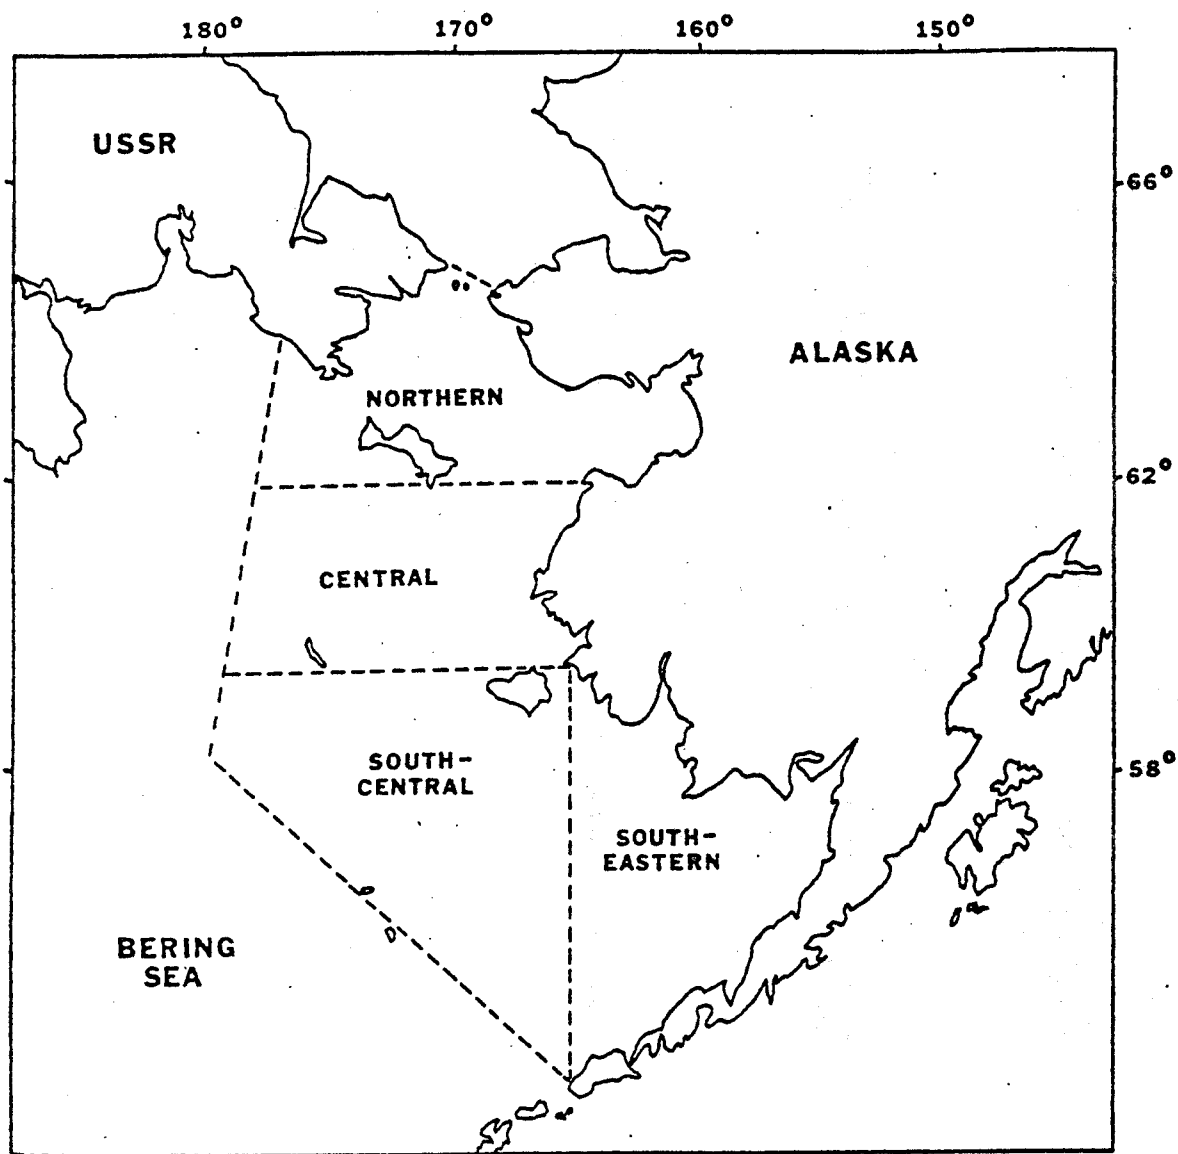 180° 170° 160° 150°
USSR
66°
ALASKA
NORTHERN
62°
CENTRAL
SOUTH-
CENTRAL
58°
SOUTH-
EASTERN
BERING
SEA